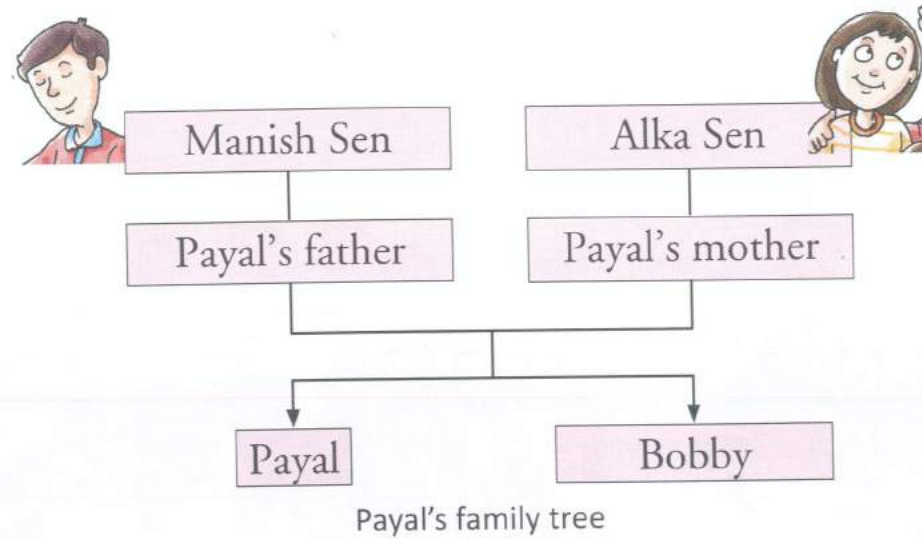 Manish Sen
Alka Sen
Payal's father
Payal's mother
Payal
Bobby
Payal's family tree